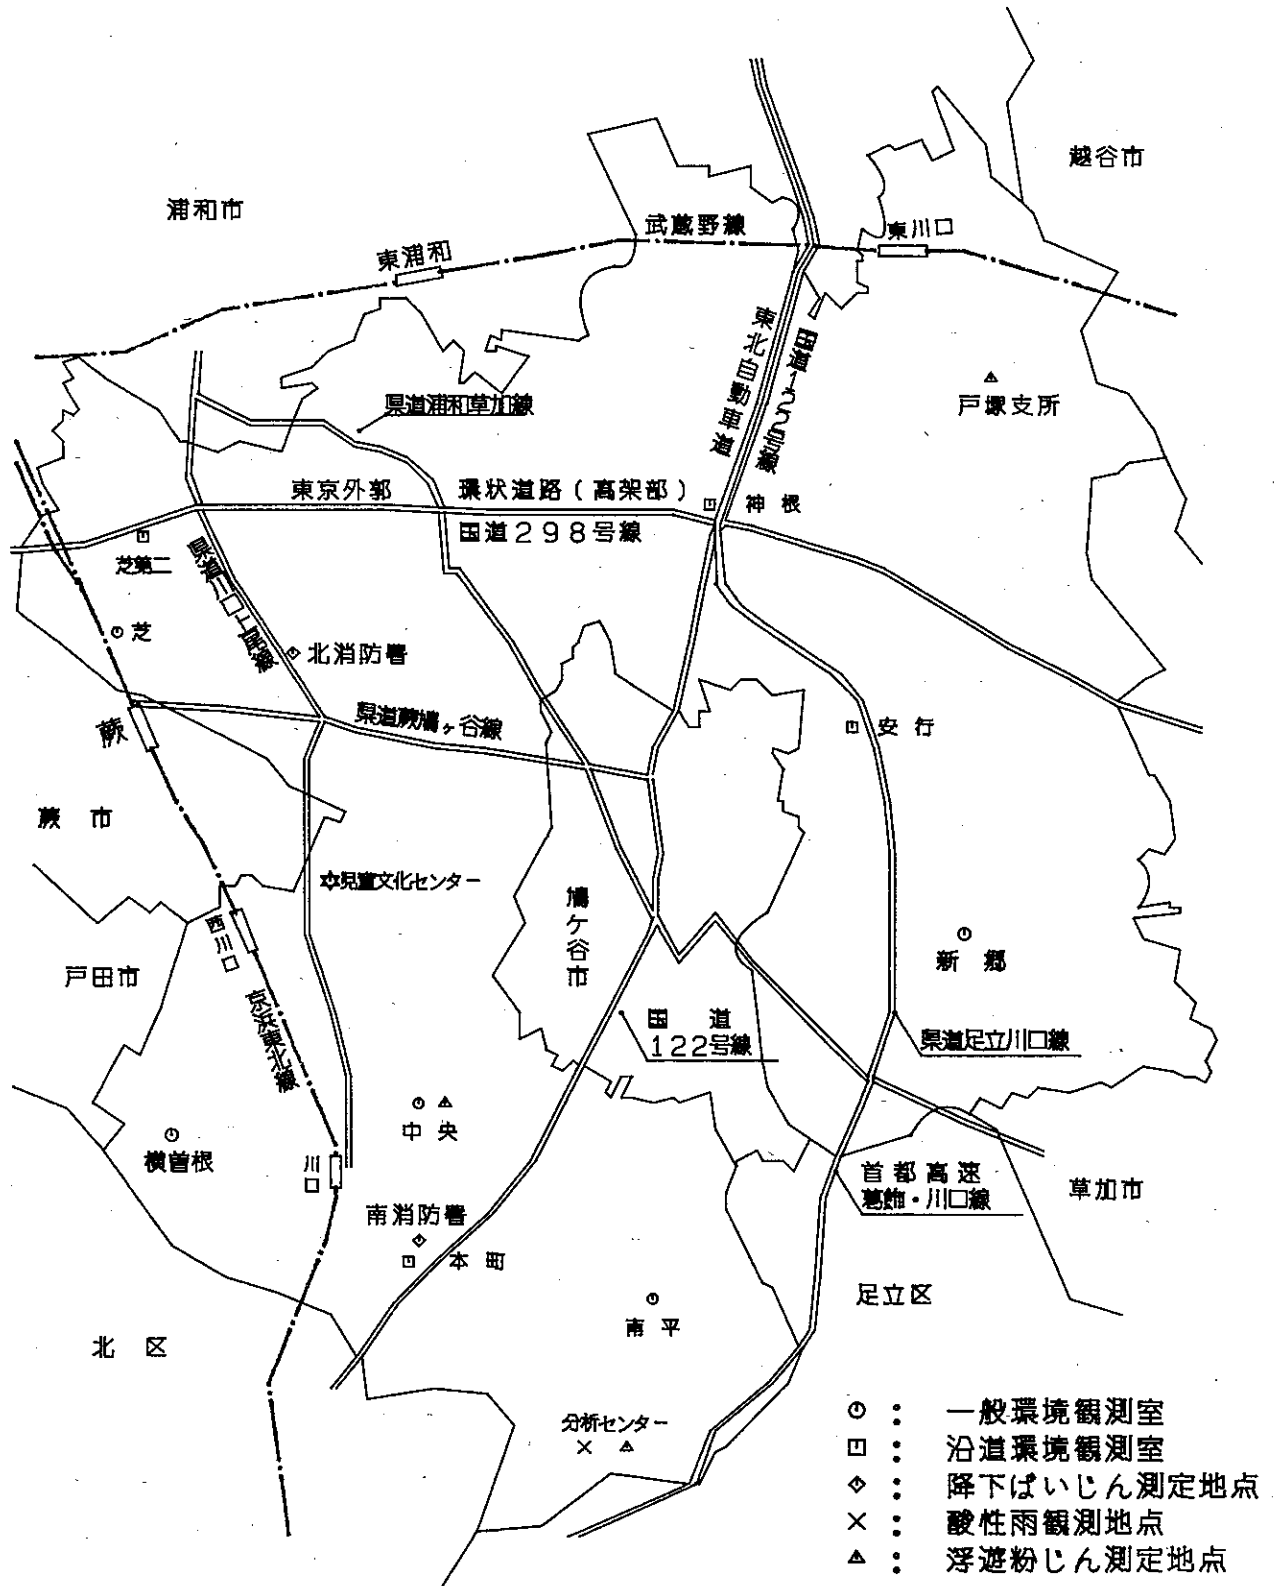 越谷市
浦和市
武蔵野線
東川口
東浦和
東北自動車道
国道122号線
戸塚支所
県道浦和草加線
東京外郭 環状道路(高架部)
国道298号線
神根
芝第二
県道川口上尾線
芝
北消防署
蕨
県道蕨鳩ヶ谷線
安行
蕨市
児童文化センター
鳩ヶ谷市
西川口
新郷
戸田市
京浜東北線
国道
122号線
県道足立川口線
中央
横曽根
川口
首都高速
葛飾・川口線
草加市
南消防署
本町
足立区
南平
北区
分析センター
一般環境観測室
沿道環境観測室
降下ばいじん測定地点
酸性雨観測地点
浮遊粉じん測定地点